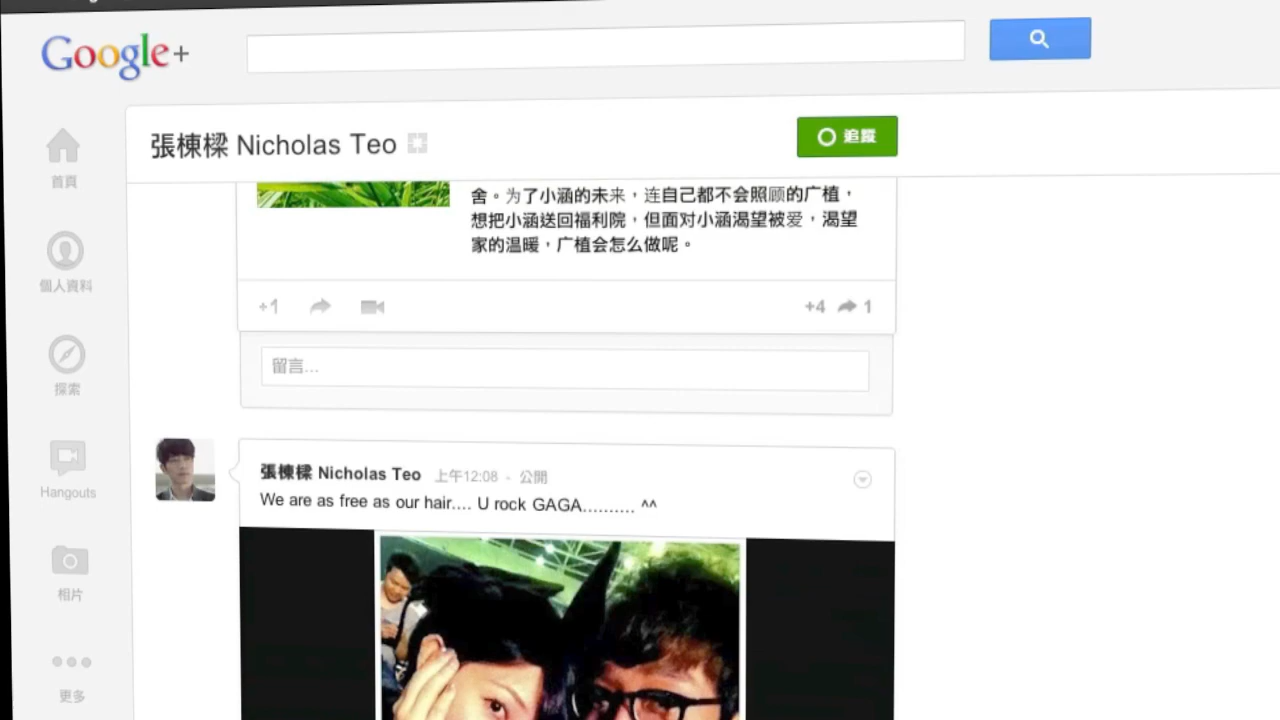 Google+
張棟樑 Nicholas Teo
追蹤
首頁
個人資料
探索
Hangouts
相片
更多
舍。为了小涵的未来，连自己都不会照顾的广植，
想把小涵送回福利院，但面对小涵渴望被爱，渴望
家的温暖，广植会怎么做呢。
+1
+4
1
留言...
張棟樑 Nicholas Teo 上午12:08 - 公開
We are as free as our hair.... U rock GAGA.......... ^^